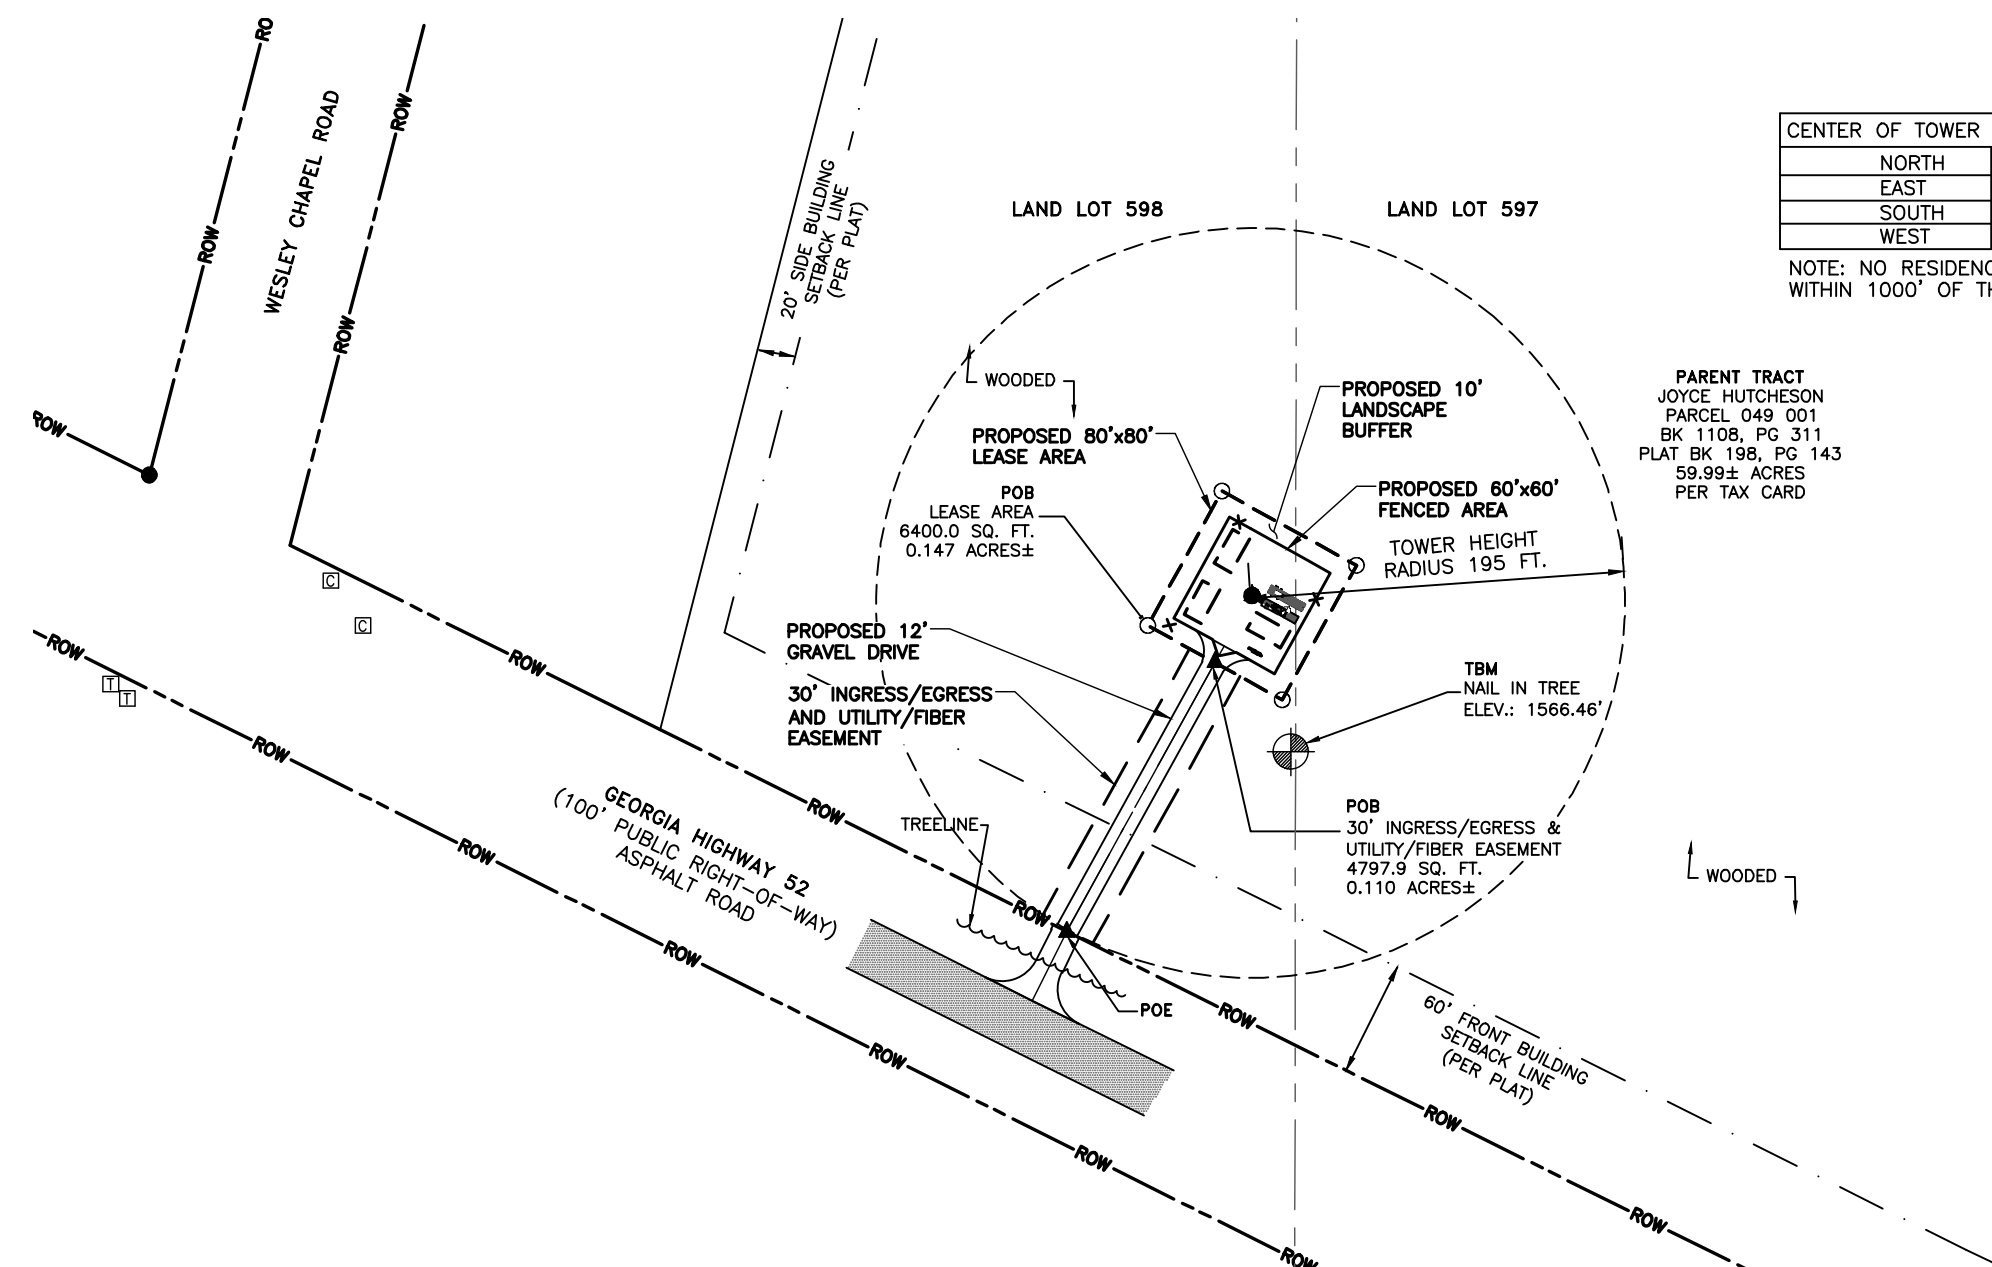 RO
ROW
ROW
WESLEY CHAPEL ROAD
ROW
ROW
ROW
20' SIDE BUILDING
SETBACK LINE
(PER PLAT)
LAND LOT 598
LAND LOT 597
CENTER OF TOWER
NORTH
EAST
SOUTH
WEST
NOTE: NO RESIDENC
WITHIN 1000' OF TH
PARENT TRACT
JOYCE HUTCHESON
PARCEL 049 001
BK 1108, PG 311
PLAT BK 198, PG 143
59.99± ACRES
PER TAX CARD
WOODED
PROPOSED 10'
LANDSCAPE
BUFFER
PROPOSED 80'x80'
LEASE AREA
POB
LEASE AREA
6400.0 SQ. FT.
0.147 ACRES±
PROPOSED 60'x60'
FENCED AREA
TOWER HEIGHT
RADIUS 195 FT.
C
C
T
T
ROW
ROW
PROPOSED 12'
GRAVEL DRIVE
30' INGRESS/EGRESS
AND UTILITY/FIBER
EASEMENT
TBM
NAIL IN TREE
ELEV.: 1566.46'
POB
30' INGRESS/EGRESS &
UTILITY/FIBER EASEMENT
4797.9 SQ. FT.
0.110 ACRES±
WOODED
ROW
ROW
TREELINE
ROW
GEORGIA HIGHWAY 52
(100' PUBLIC RIGHT-OF-WAY)
ASPHALT ROAD
ROW
ROW
POE
ROW
60' FRONT BUILDING
SETBACK LINE
(PER PLAT)
ROW
ROW
ROW
ROW
ROW